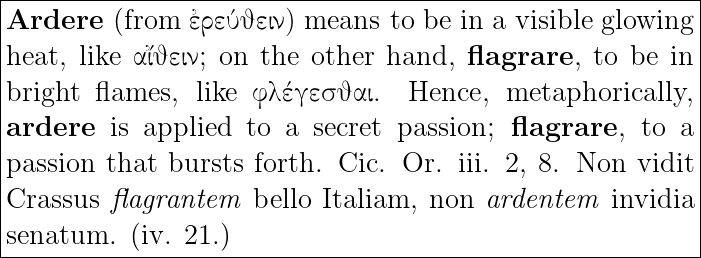 Ardere (from ἐρεύϑειν) means to be in a visible glowing
heat, like αἴϑειν; on the other hand, flagrare, to be in
bright flames, like φλέγεσϑαι. Hence, metaphorically,
ardere is applied to a secret passion; flagrare, to a
passion that bursts forth. Cic. Or. iii. 2, 8. Non vidit
Crassus flagrantem bello Italiam, non ardentem invidia
senatum. (iv. 21.)